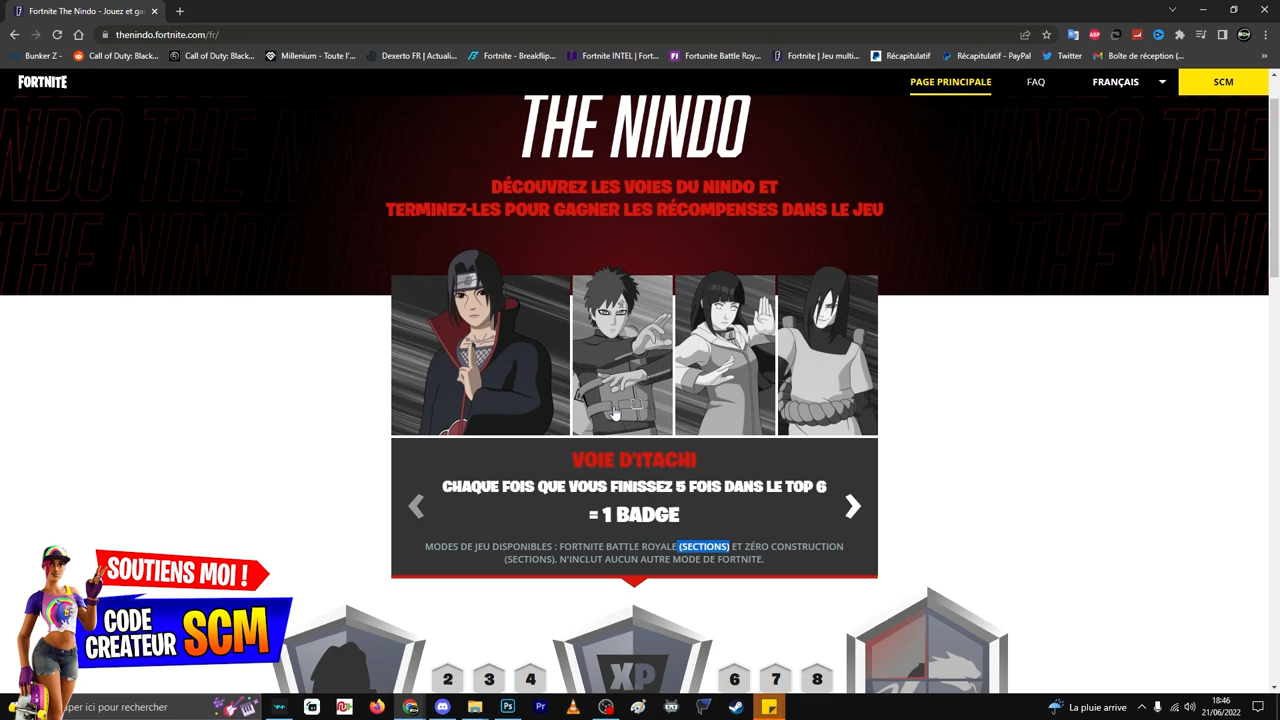 Fortnite The Nindo - Jouez et ga
thenindo.fortnite.com/fr/
Bunker Z -
Call of Duty: Black...
Call of Duty: Black...
Millenium - Toute l'...
Dexerto FR | Actuali...
Fortnite - Breakflip...
Fortnite INTEL | Fort...
Fortunite Battle Roy...
Fortnite | Jeu multi...
Récapitulatif
Récapitulatif - PayPal
Twitter
Boîte de réception (...
FORTNITE
PAGE PRINCIPALE
FAQ
FRANÇAIS
SCM
THE NINDO
DÉCOUVREZ LES VOIES DU NINDO ET
TERMINEZ-LES POUR GAGNER LES RÉCOMPENSES DANS LE JEU
VOIE D'ITACHI
CHAQUE FOIS QUE VOUS FINISSEZ 5 FOIS DANS LE TOP 6
= 1 BADGE
MODES DE JEU DISPONIBLES : FORTNITE BATTLE ROYALE (SECTIONS) ET ZÉRO CONSTRUCTION
(SECTIONS). N'INCLUT AUCUN AUTRE MODE DE FORTNITE.
SOUTIENS MOI !
CODE
CREATEUR SCM
2 3 4
XP
6 7 8
per ici pour rechercher
La pluie arrive
18:46
21/06/2022